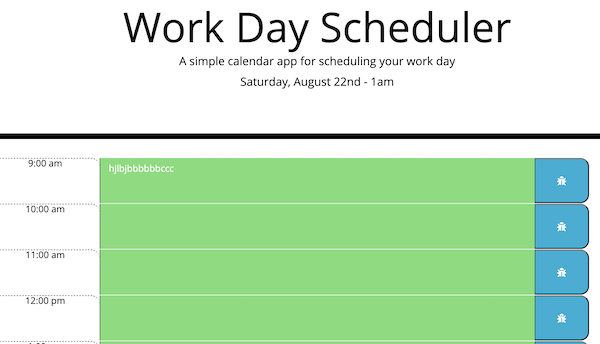 Work Day Scheduler
A simple calendar app for scheduling your work day
Saturday, August 22nd - 1am
9:00 am
hjlbjbbbbbbccc
10:00 am
11:00 am
12:00 pm